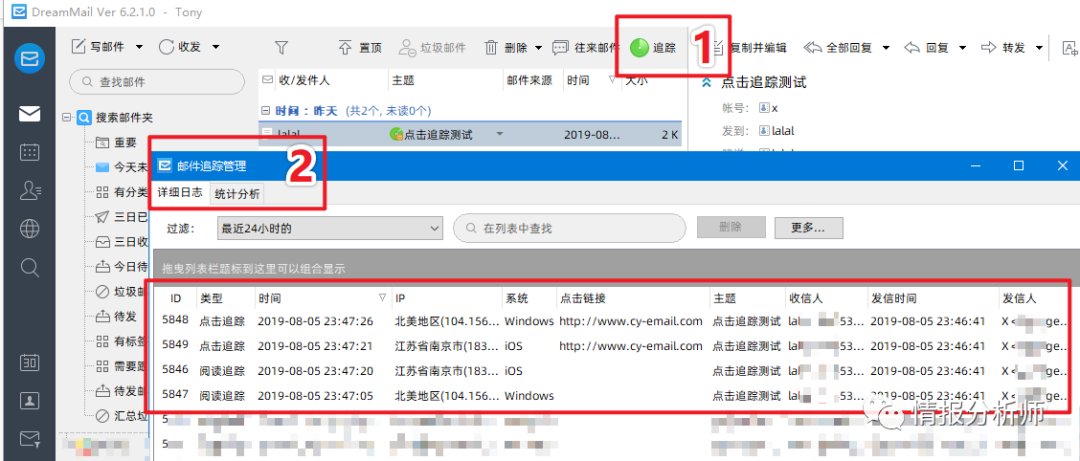 DreamMail Ver 6.2.1.0 - Tony
写邮件 收发 置顶 垃圾邮件 删除 往来邮件 追踪 1 复制并编辑 全部回复 回复 转发
查找邮件
收/发件人 主题 邮件来源 时间 大小
点击追踪测试
时间：昨天 (共2个, 未读0个)
帐号： x
lalal 点击追踪测试 2019-08... 2 K
发到： lalal
搜索邮件夹
重要
今天未
有分类
三日已
三日收
今日待
垃圾邮
待发
有标签
需要跟
待发邮
汇总垃
邮件追踪管理
2
详细日志 统计分析
过滤： 最近24小时的 在列表中查找 删除 更多...
拖曳列表栏题标到这里可以组合显示
ID 类型 时间 IP 系统 点击链接 主题 收信人 发信时间 发信人
5848 点击追踪 2019-08-05 23:47:26 北美地区(104.156... Windows http://www.cy-email.com 点击追踪测试 lal 53... 2019-08-05 23:46:41 X < ge...
5849 点击追踪 2019-08-05 23:47:21 江苏省南京市(183... iOS http://www.cy-email.com 点击追踪测试 lal 53... 2019-08-05 23:46:41 X < ge...
5846 阅读追踪 2019-08-05 23:47:20 江苏省南京市(183... iOS 点击追踪测试 lal 53... 2019-08-05 23:46:41 X < ge...
5847 阅读追踪 2019-08-05 23:47:05 北美地区(104.156... Windows 点击追踪测试 lal 53... 2019-08-05 23:46:41 X < ge...
5
5
30
情报分析师